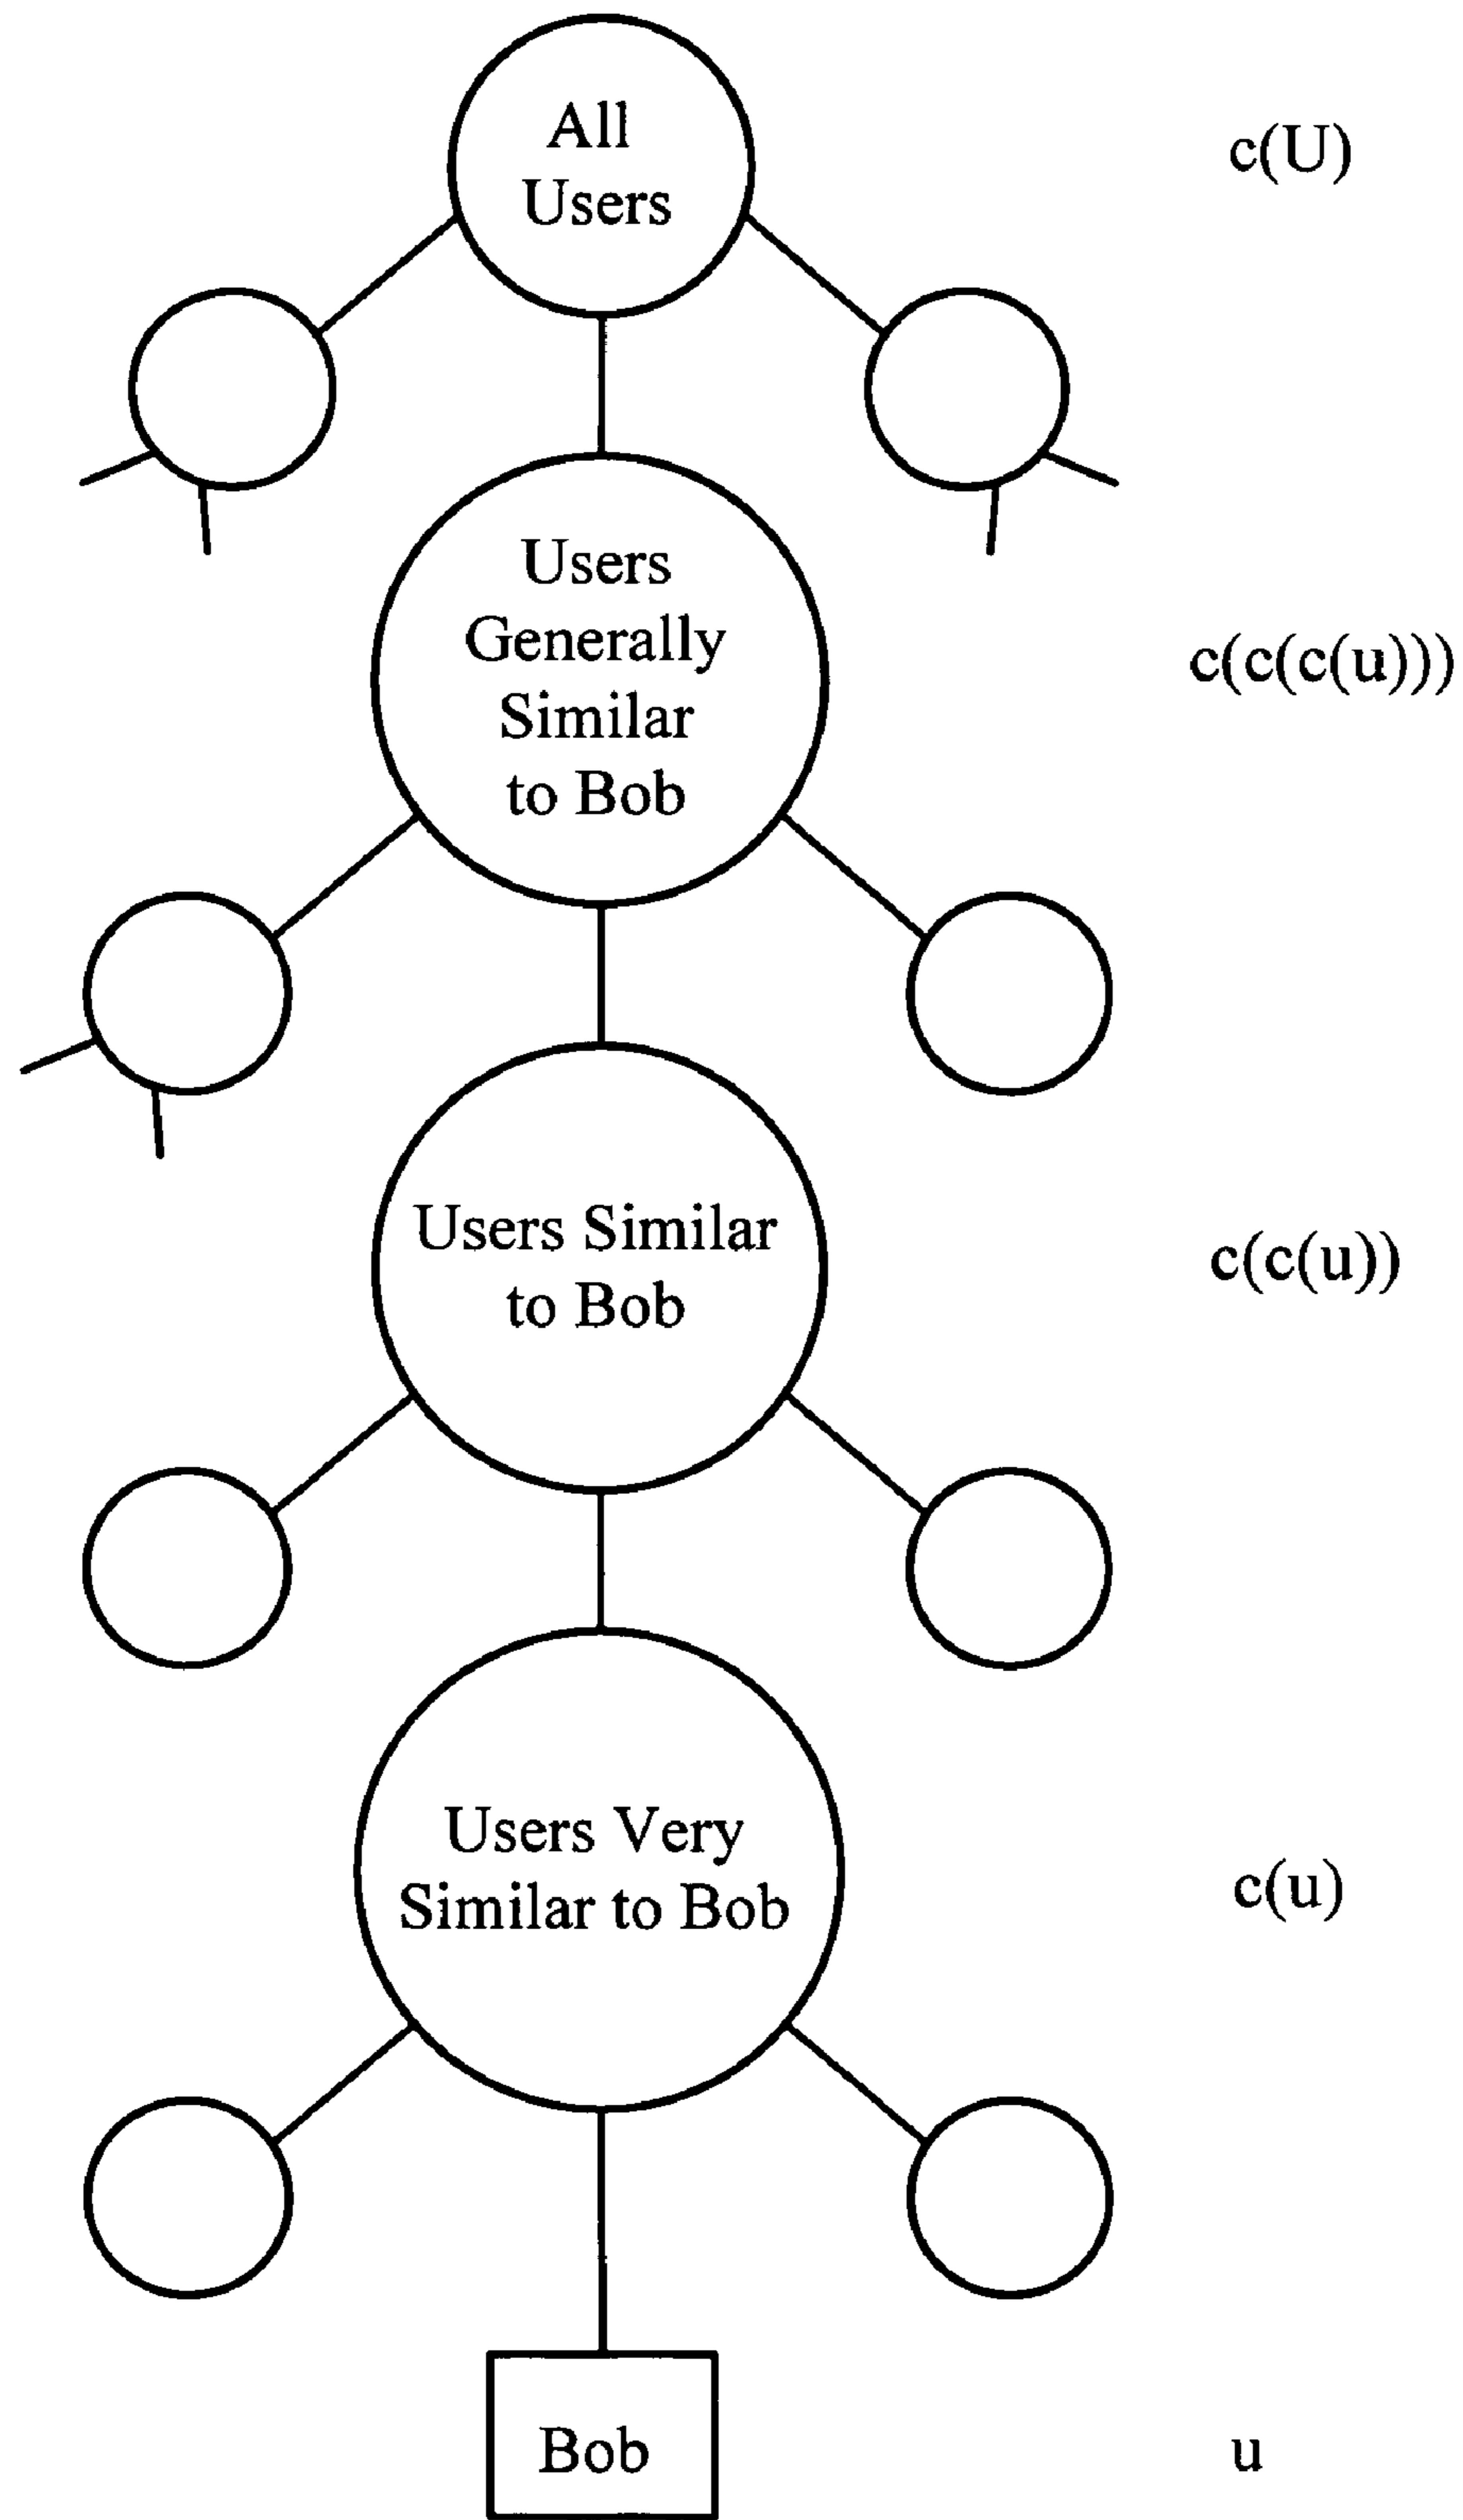 All
Users
c(U)
Users
Generally
Similar
to Bob
c(c(c(u)))
Users Similar
to Bob
c(c(u))
Users Very
Similar to Bob
c(u)
Bob
u